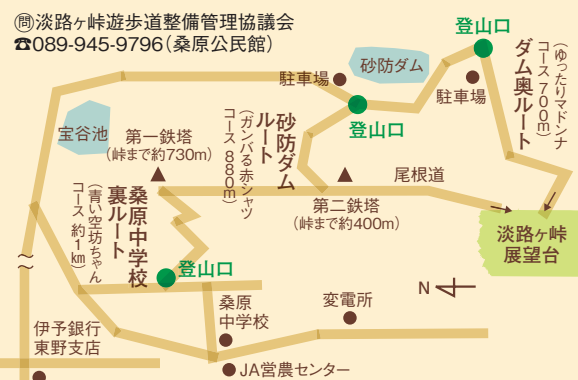 ㉄淡路ヶ峠遊歩道整備管理協議会
☎089-945-9796(桑原公民館)
登山口
砂防ダム
駐車場
駐車場
ダム奥ルート
(ゆったりマドンナ
コース 700m)
登山口
宝谷池
第一鉄塔
(峠まで約730m)
砂防ダム
ルート
(ガンバる赤シャツ
コース 880m)
尾根道
第二鉄塔
(峠まで約400m)
桑原中学校
裏ルート
(青い空坊ちゃん
コース 約1km)
淡路ヶ峠
展望台
登山口
N
桑原
中学校
変電所
伊予銀行
東野支店
JA営農センター